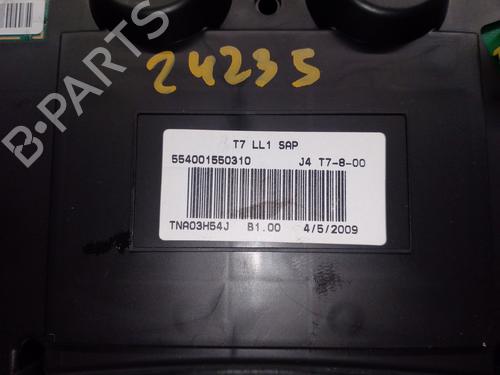 B-PARTS
24235
T7 LL1 SAP
554001550310 J4 T7-8-00
TNA03H54J B1.00 4/5/2009